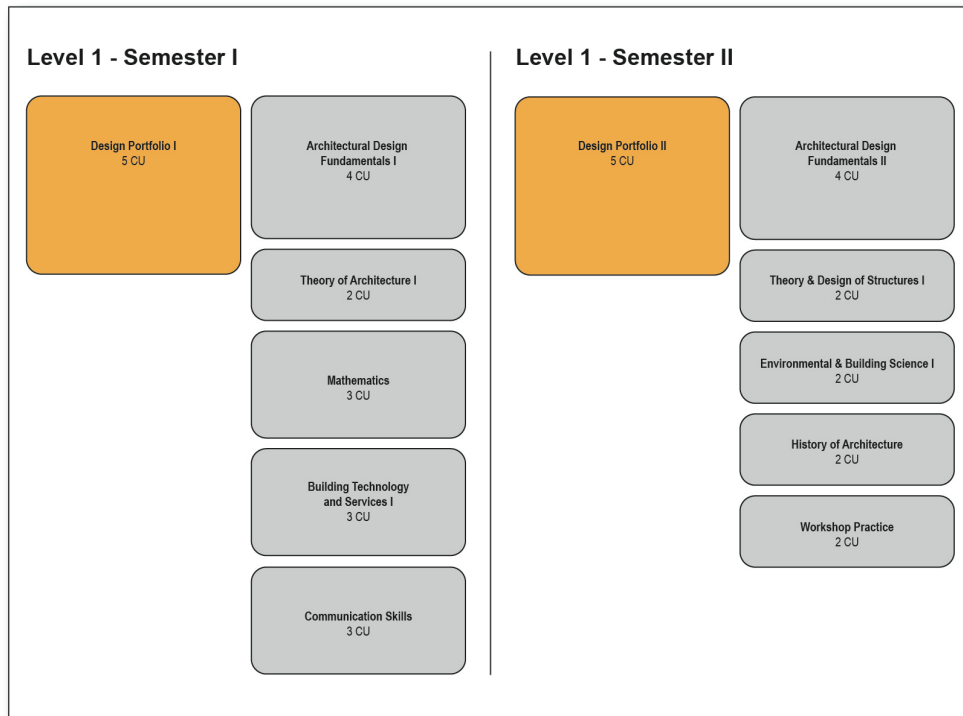 Level 1 - Semester I
Design Portfolio I
5 CU
Architectural Design
Fundamentals I
4 CU
Theory of Architecture I
2 CU
Mathematics
3 CU
Building Technology
and Services I
3 CU
Communication Skills
3 CU
Level 1 - Semester II
Design Portfolio II
5 CU
Architectural Design
Fundamentals II
4 CU
Theory & Design of Structures I
2 CU
Environmental & Building Science I
2 CU
History of Architecture
2 CU
Workshop Practice
2 CU